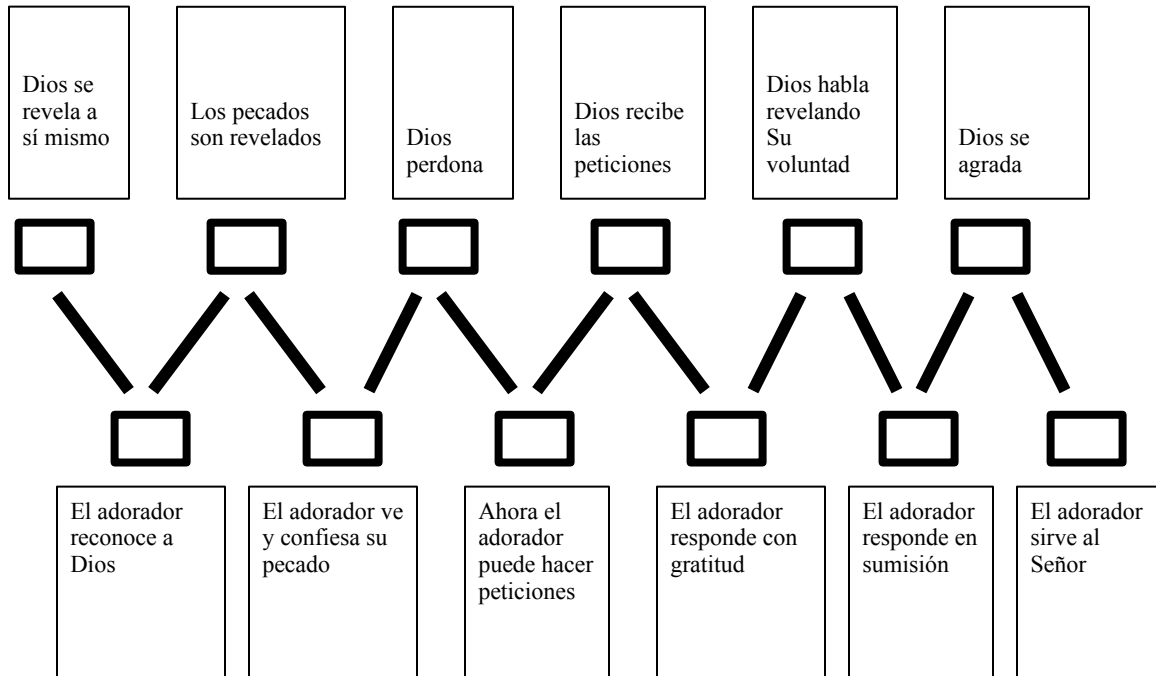 Dios se
revela a
sí mismo
Los pecados
son revelados
Dios
perdona
Dios recibe
las
peticiones
Dios habla
revelando
Su
voluntad
Dios se
agrada
El adorador
reconoce a
Dios
El adorador ve
y confiesa su
pecado
Ahora el
adorador
puede hacer
peticiones
El adorador
responde con
gratitud
El adorador
responde en
sumisión
El adorador
sirve al
Señor